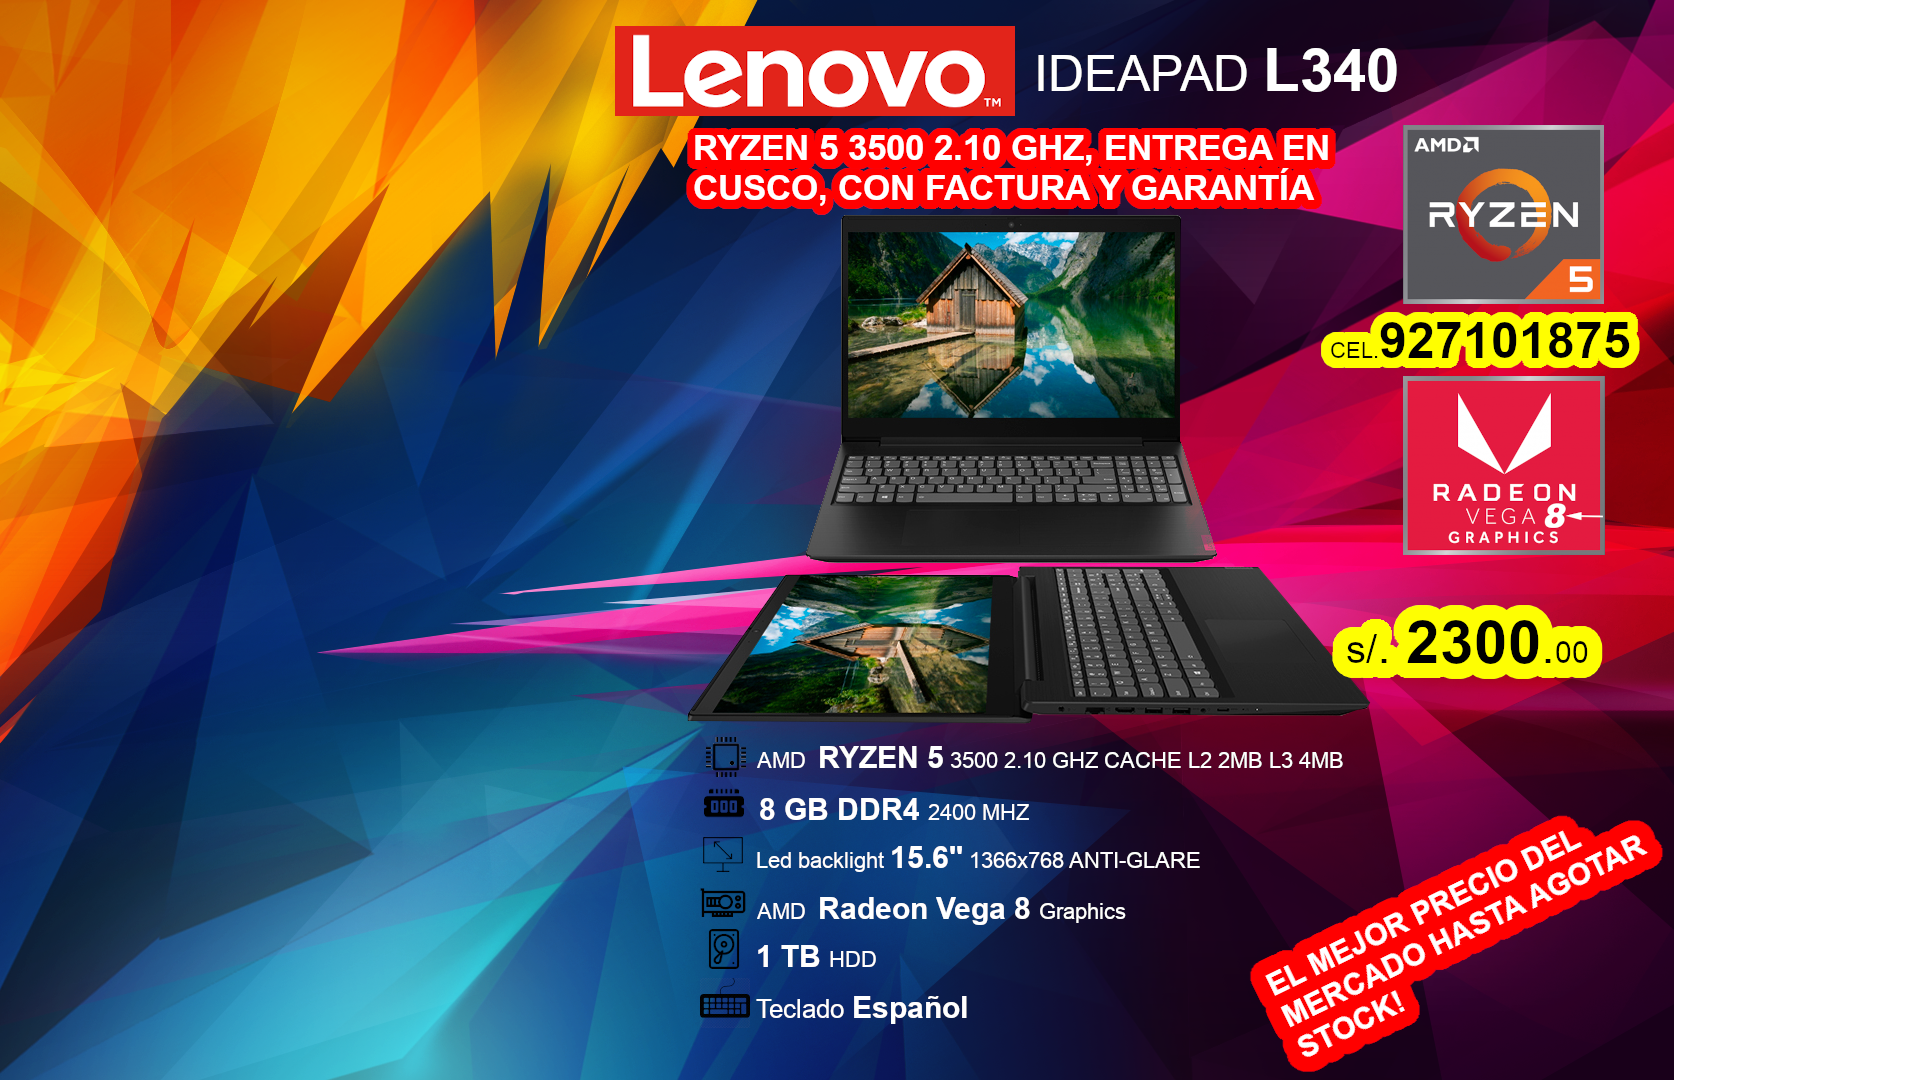 Lenovo™ IDEAPAD L340
RYZEN 5 3500 2.10 GHZ, ENTREGA EN
CUSCO, CON FACTURA Y GARANTÍA
AMD
RYZEN
5
CEL.927101875
RADEON
VEGA 8
GRAPHICS
s/. 2300.00
AMD RYZEN 5 3500 2.10 GHZ CACHE L2 2MB L3 4MB
8 GB DDR4 2400 MHZ
Led backlight 15.6" 1366x768 ANTI-GLARE
AMD Radeon Vega 8 Graphics
1 TB HDD
Teclado Español
EL MEJOR PRECIO DEL
MERCADO HASTA AGOTAR
STOCK!